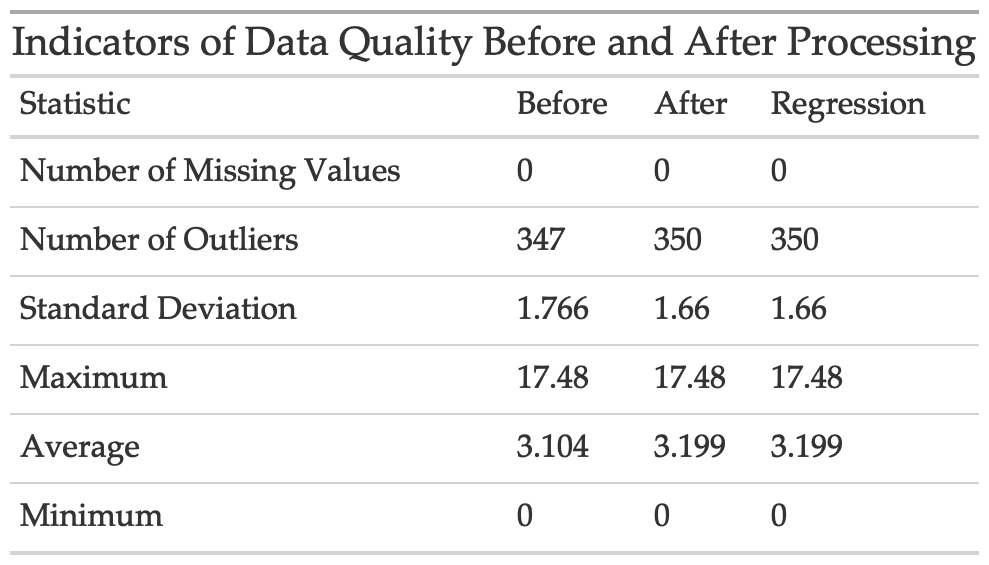 Indicators of Data Quality Before and After Processing
Statistic Before After Regression
Number of Missing Values 0 0 0
Number of Outliers 347 350 350
Standard Deviation 1.766 1.66 1.66
Maximum 17.48 17.48 17.48
Average 3.104 3.199 3.199
Minimum 0 0 0